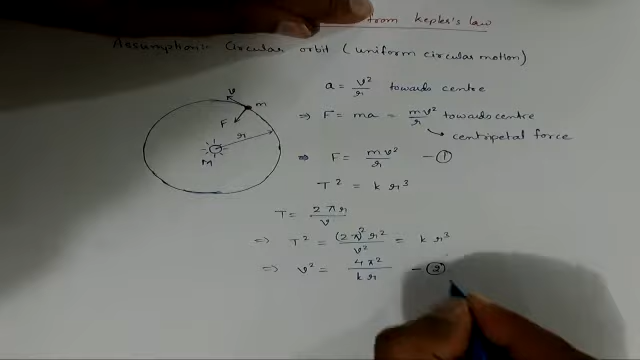 from Kepler's law
Assumption:- Circular orbit (uniform circular motion)
v
m
F
r
M
a = v²/r towards centre
⇒ F = ma = mv²/r towards centre
centripetal force
⇒ F = mv²/r — ①
T² = k r³
T = 2πr/v
⇒ T² = (2π)² r²/v² = k r³
⇒ v² = 4π²/kr — ②